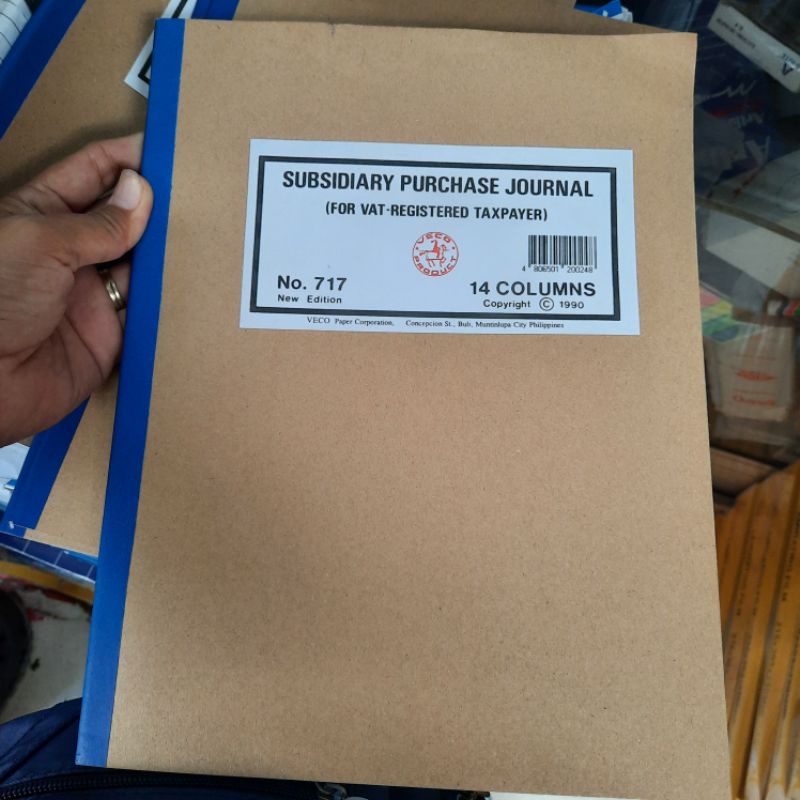 SUBSIDIARY PURCHASE JOURNAL
(FOR VAT-REGISTERED TAXPAYER)
VECO
PRODUCT
4 806501 200248
No. 717
14 COLUMNS
New Edition
Copyright © 1990
VECO Paper Corporation, Concepcion St., Buli, Muntinlupa City Philippines